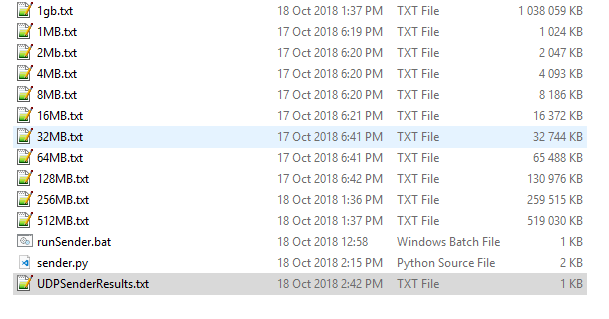 1gb.txt 18 Oct 2018 1:37 PM TXT File 1 038 059 KB
1MB.txt 17 Oct 2018 6:19 PM TXT File 1 024 KB
2Mb.txt 17 Oct 2018 6:20 PM TXT File 2 047 KB
4MB.txt 17 Oct 2018 6:20 PM TXT File 4 093 KB
8MB.txt 17 Oct 2018 6:20 PM TXT File 8 186 KB
16MB.txt 17 Oct 2018 6:21 PM TXT File 16 372 KB
32MB.txt 17 Oct 2018 6:41 PM TXT File 32 744 KB
64MB.txt 17 Oct 2018 6:41 PM TXT File 65 488 KB
128MB.txt 17 Oct 2018 6:42 PM TXT File 130 976 KB
256MB.txt 18 Oct 2018 1:36 PM TXT File 259 515 KB
512MB.txt 18 Oct 2018 1:37 PM TXT File 519 030 KB
runSender.bat 18 Oct 2018 12:58 Windows Batch File 1 KB
sender.py 18 Oct 2018 2:15 PM Python Source File 2 KB
UDPSenderResults.txt 18 Oct 2018 2:42 PM TXT File 1 KB